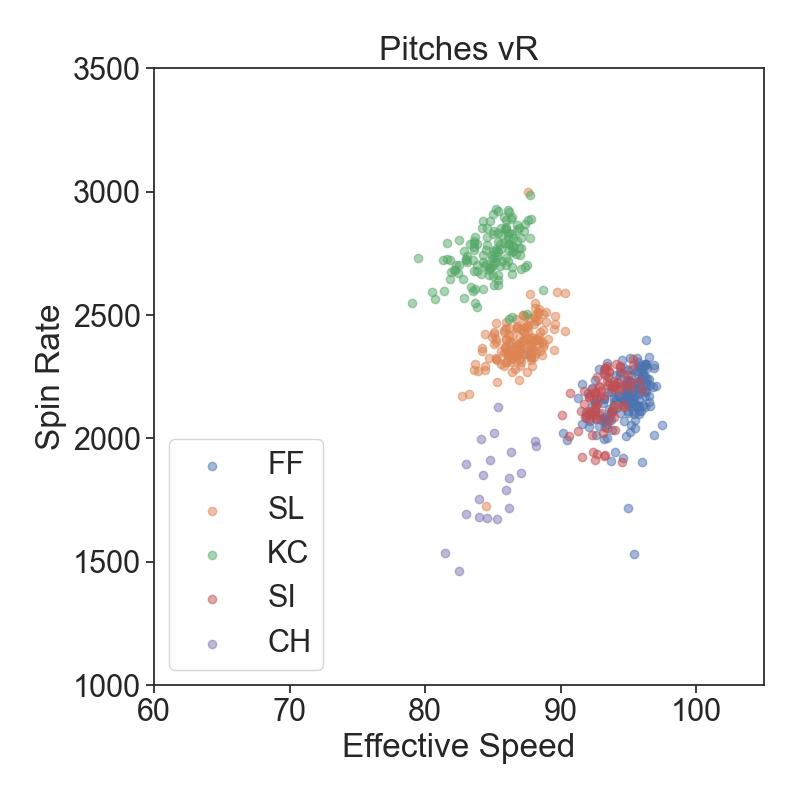 Pitches vR
Spin Rate
3500
3000
2500
2000
1500
1000
FF
SL
KC
SI
CH
60 70 80 90 100
Effective Speed